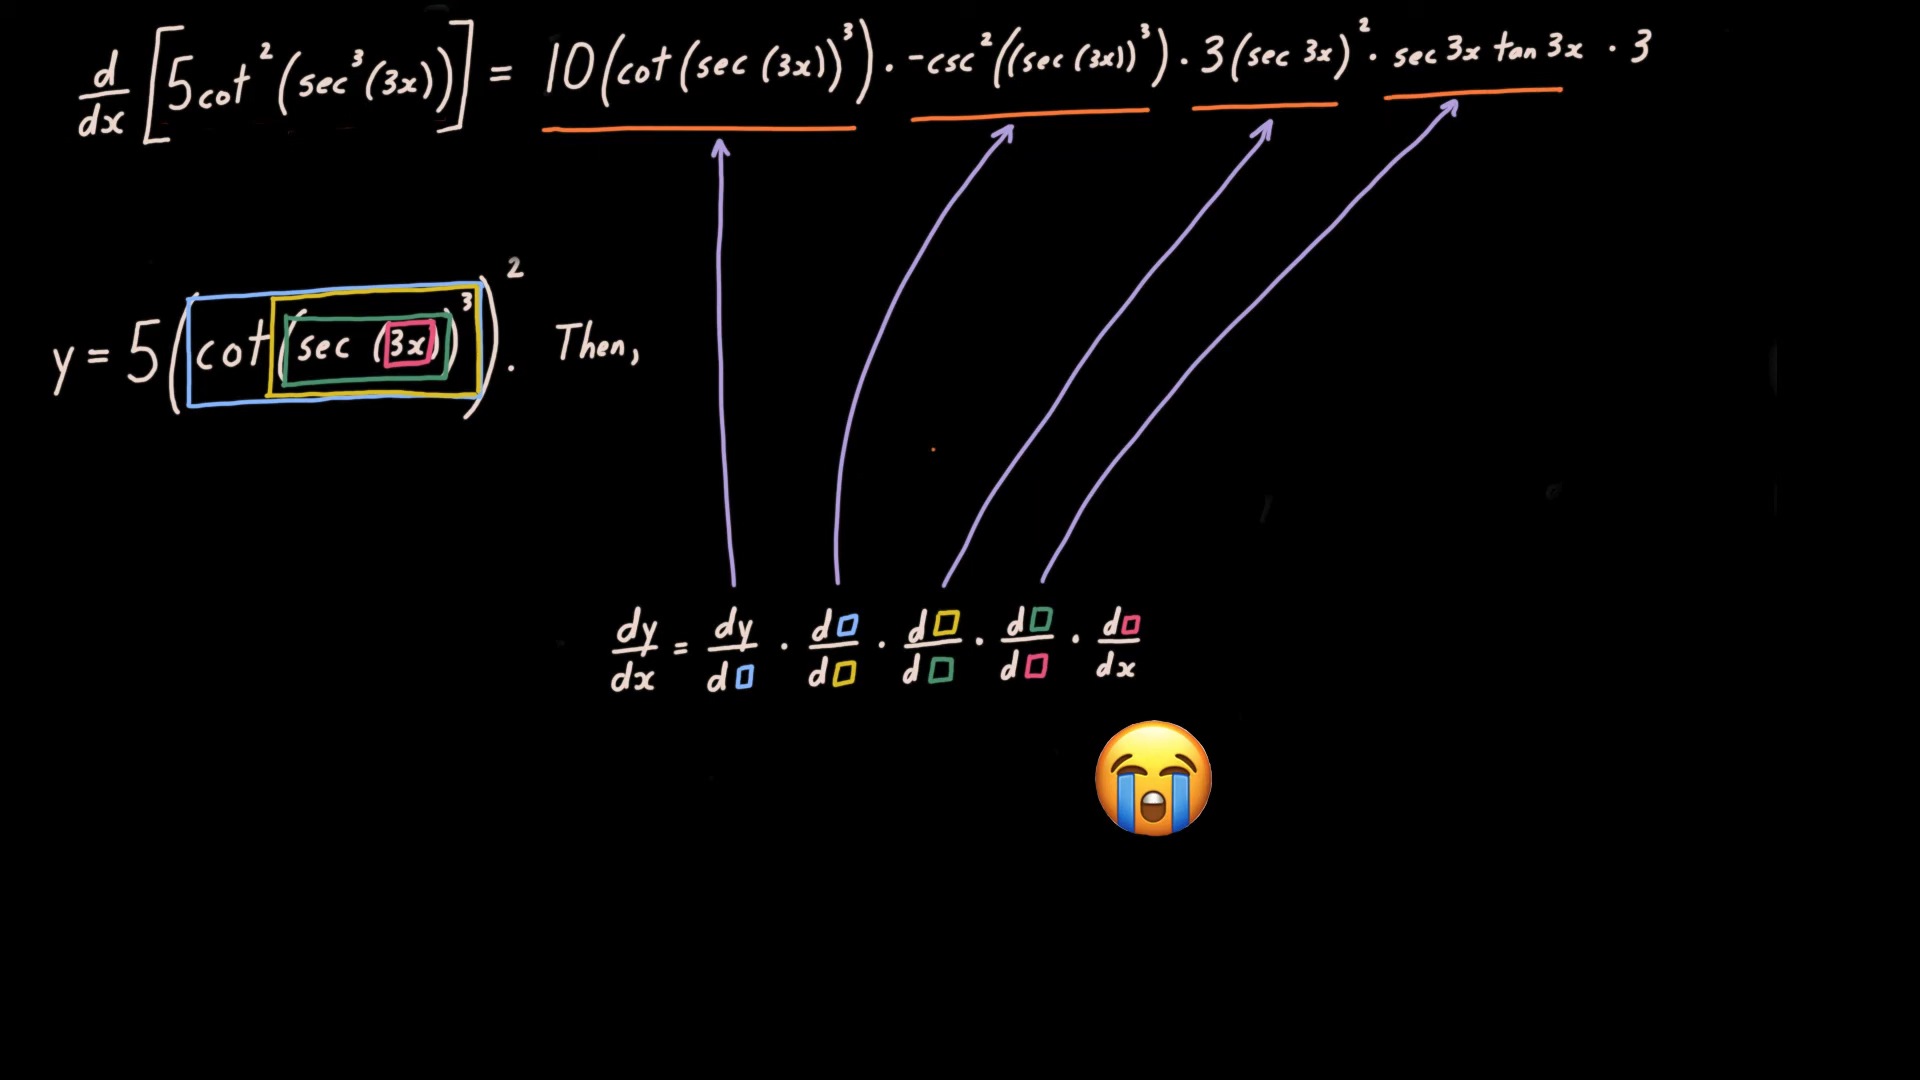 d/dx [5cot²(sec³(3x))] = 10(cot(sec(3x))³) · -csc²((sec(3x))³) · 3(sec 3x)² · sec 3x tan 3x · 3
y = 5(cot(sec(3x))³)². Then,
dy/dx = dy/d□ · d□/d□ · d□/d□ · d□/d□ · d□/dx